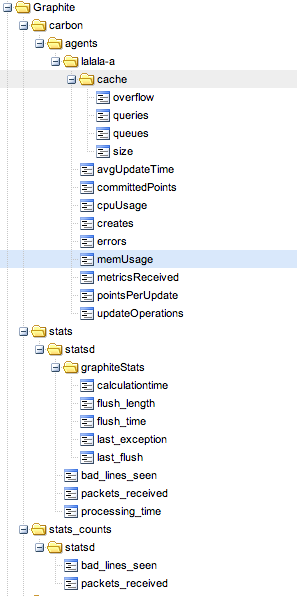 Graphite
carbon
agents
lalala-a
cache
overflow
queries
queues
size
avgUpdateTime
committedPoints
cpuUsage
creates
errors
memUsage
metricsReceived
pointsPerUpdate
updateOperations
stats
statsd
graphiteStats
calculationtime
flush_length
flush_time
last_exception
last_flush
bad_lines_seen
packets_received
processing_time
stats_counts
statsd
bad_lines_seen
packets_received